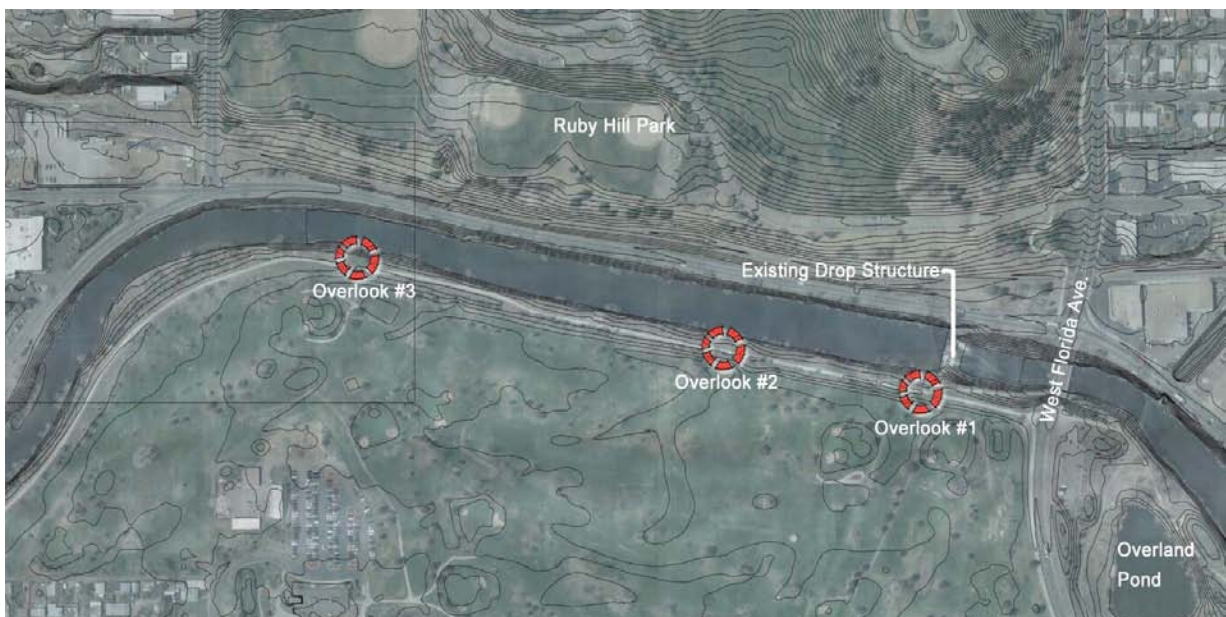 Ruby Hill Park
Existing Drop Structure
West Florida Ave.
Overlook #3
Overlook #2
Overlook #1
Overland
Pond